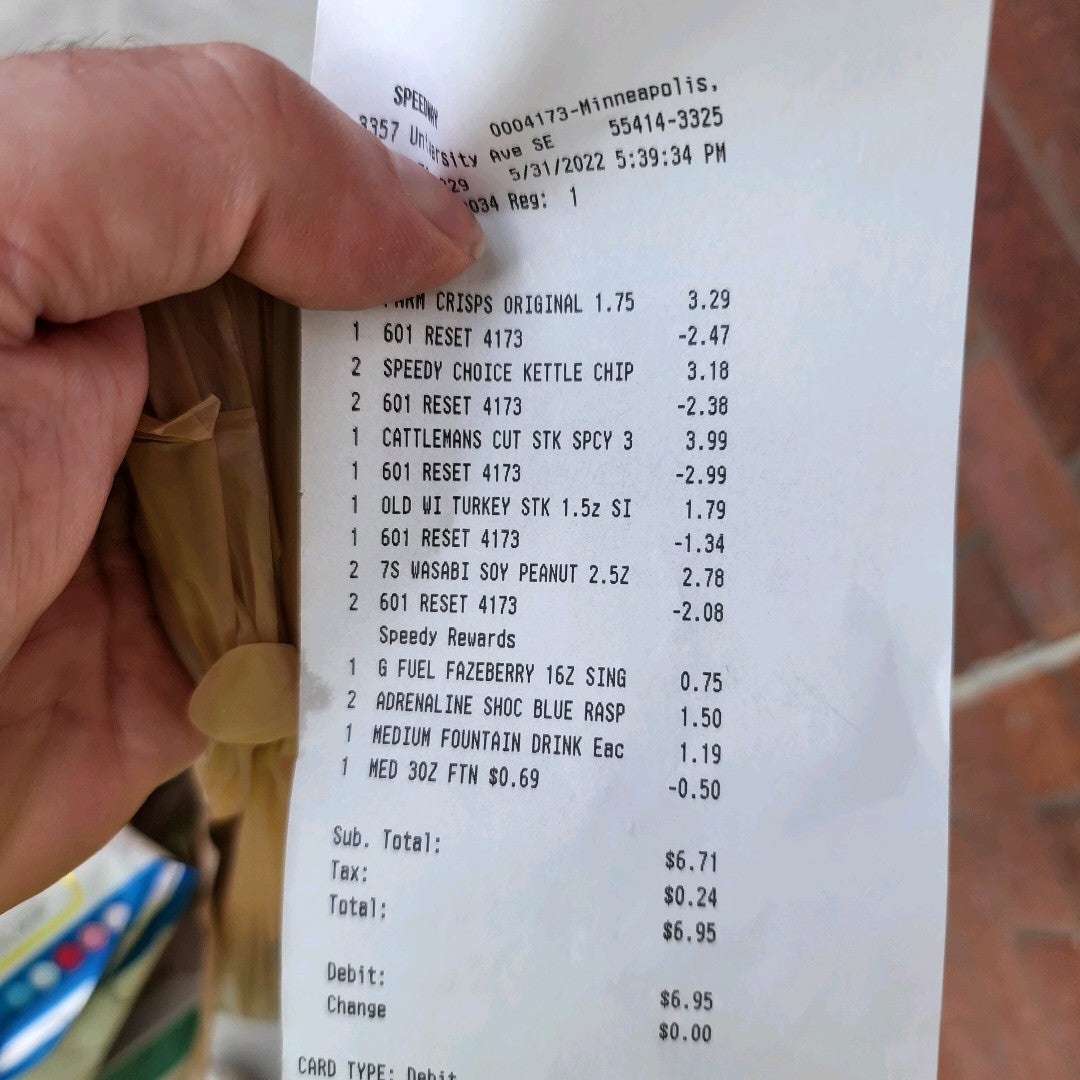 SPEEDWAY
0004173-Minneapolis,
3357 University Ave SE 55414-3325
29 5/31/2022 5:39:34 PM
034 Reg: 1
CRISPS ORIGINAL 1.75 3.29
1 601 RESET 4173 -2.47
2 SPEEDY CHOICE KETTLE CHIP 3.18
2 601 RESET 4173 -2.38
1 CATTLEMANS CUT STK SPCY 3 3.99
1 601 RESET 4173 -2.99
1 OLD WI TURKEY STK 1.5z SI 1.79
1 601 RESET 4173 -1.34
2 7S WASABI SOY PEANUT 2.5Z 2.78
2 601 RESET 4173 -2.08
Speedy Rewards
1 G FUEL FAZEBERRY 16Z SING 0.75
2 ADRENALINE SHOC BLUE RASP 1.50
1 MEDIUM FOUNTAIN DRINK Eac 1.19
1 MED 30Z FTN $0.69 -0.50
Sub. Total: $6.71
Tax: $0.24
Total: $6.95
Debit: $6.95
Change $0.00
CARD TYPE: Debit